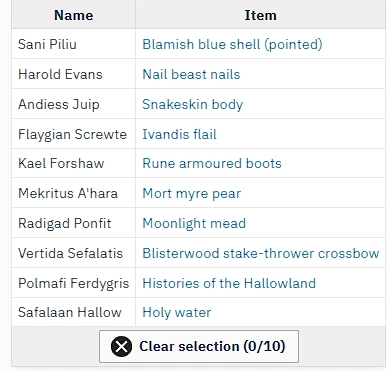 Name Item
Sani Piliu Blamish blue shell (pointed)
Harold Evans Nail beast nails
Andiess Juip Snakeskin body
Flaygian Screwte Ivandis flail
Kael Forshaw Rune armoured boots
Mekritus A'hara Mort myre pear
Radigad Ponfit Moonlight mead
Vertida Sefalatis Blisterwood stake-thrower crossbow
Polmafi Ferdygris Histories of the Hallowland
Safalaan Hallow Holy water
Clear selection (0/10)